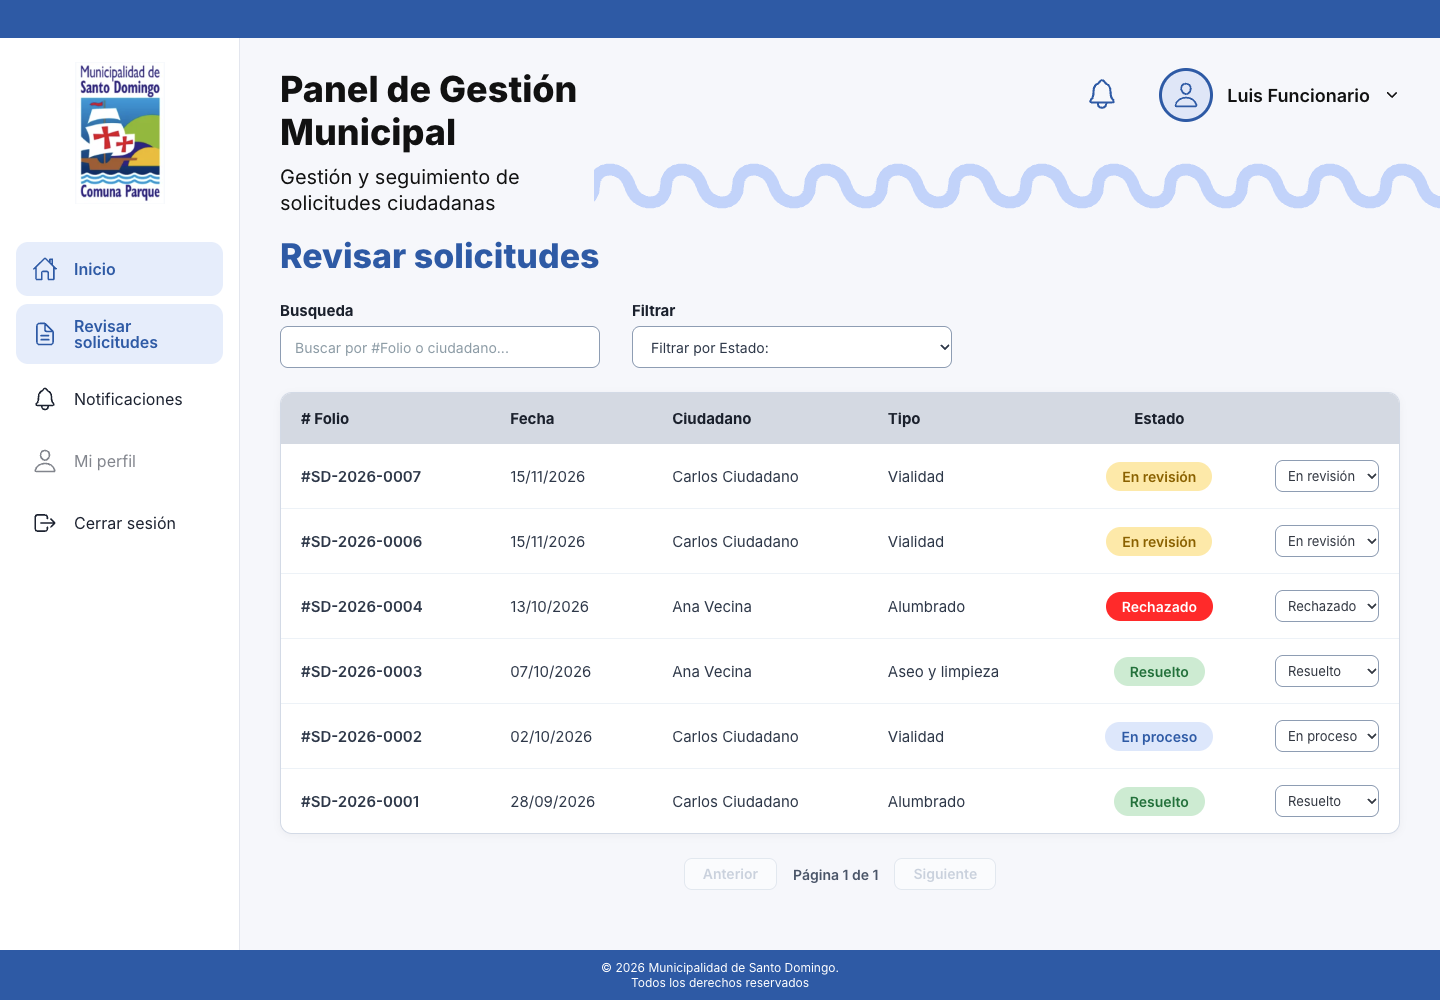 Municipalidad de
Santo Domingo
Comuna Parque
Inicio
Revisar
solicitudes
Notificaciones
Mi perfil
Cerrar sesión
Panel de Gestión
Municipal
Gestión y seguimiento de
solicitudes ciudadanas
Luis Funcionario
Revisar solicitudes
Busqueda
Filtrar
Buscar por #Folio o ciudadano...
Filtrar por Estado:
# Folio Fecha Ciudadano Tipo Estado
#SD-2026-0007 15/11/2026 Carlos Ciudadano Vialidad En revisión En revisión
#SD-2026-0006 15/11/2026 Carlos Ciudadano Vialidad En revisión En revisión
#SD-2026-0004 13/10/2026 Ana Vecina Alumbrado Rechazado Rechazado
#SD-2026-0003 07/10/2026 Ana Vecina Aseo y limpieza Resuelto Resuelto
#SD-2026-0002 02/10/2026 Carlos Ciudadano Vialidad En proceso En proceso
#SD-2026-0001 28/09/2026 Carlos Ciudadano Alumbrado Resuelto Resuelto
Anterior Página 1 de 1 Siguiente
© 2026 Municipalidad de Santo Domingo.
Todos los derechos reservados